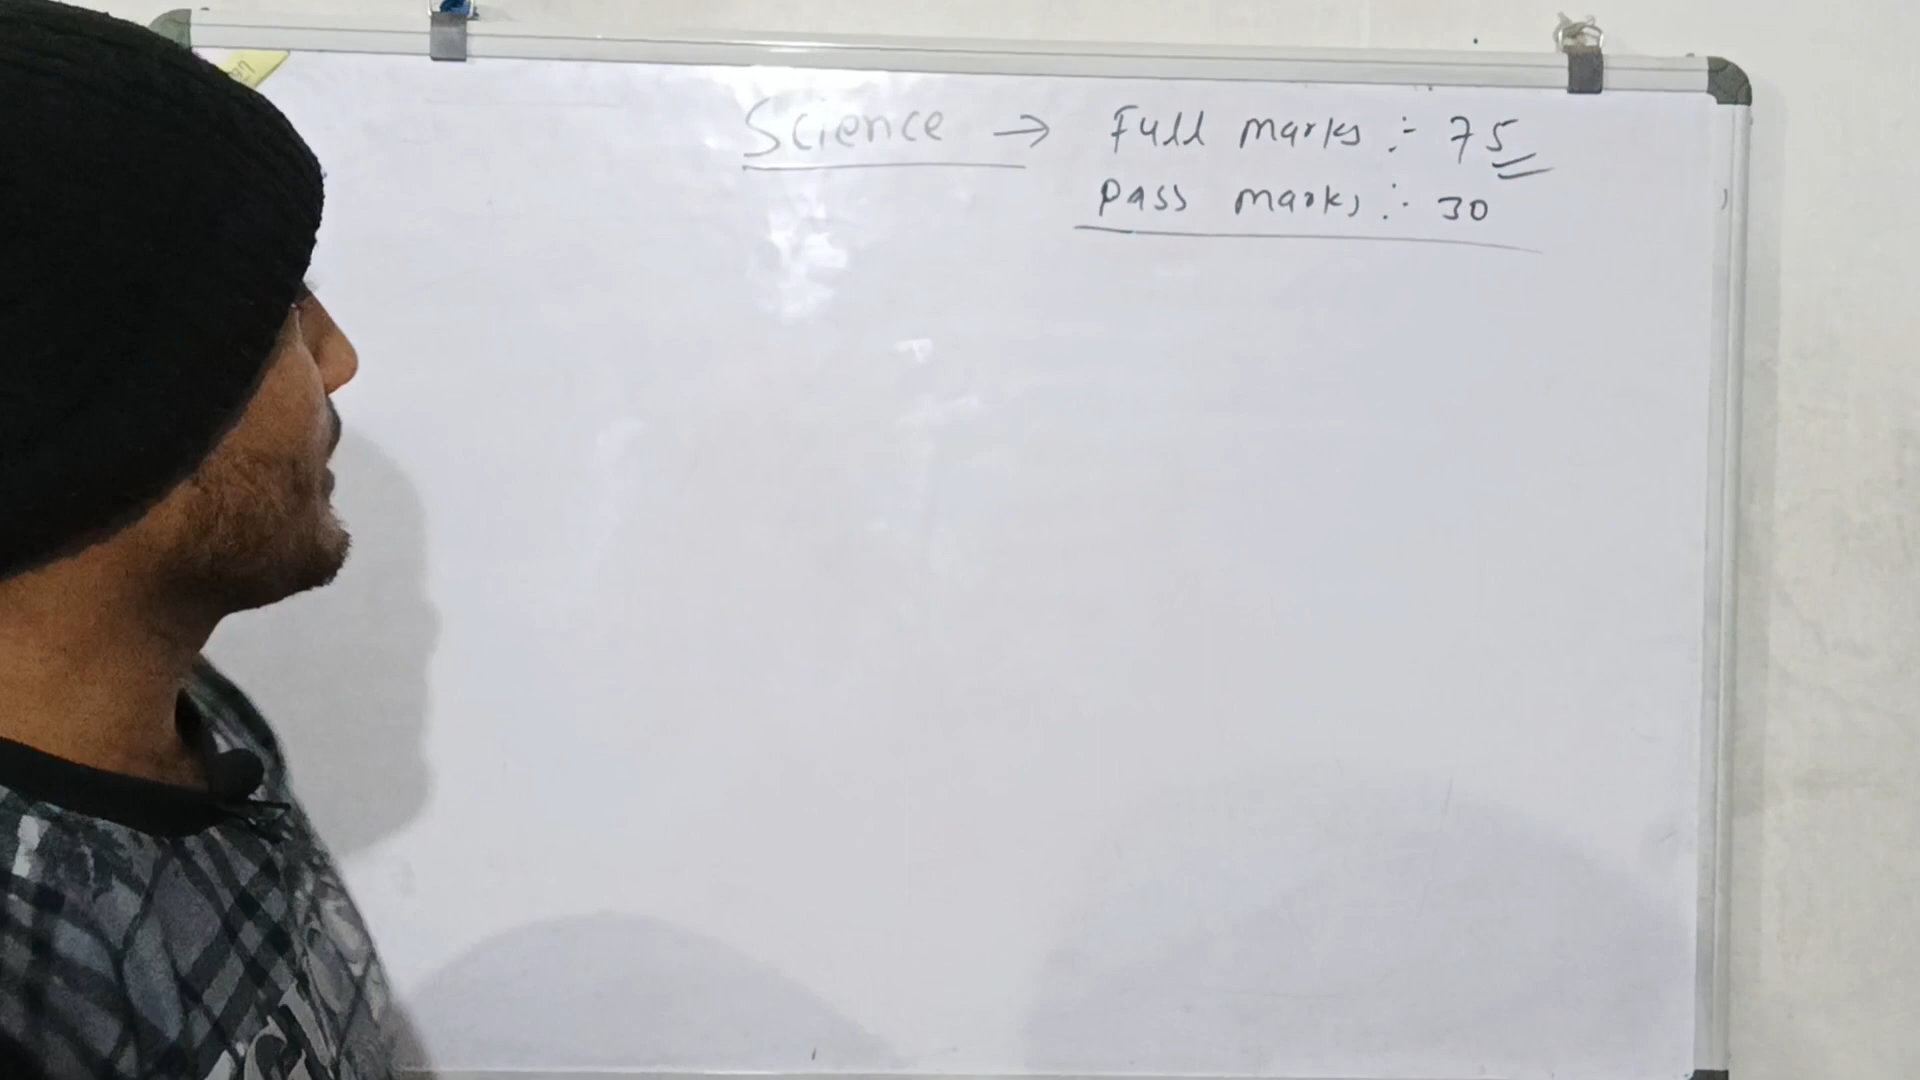 Science → Full marks :- 75
Pass marks :- 30